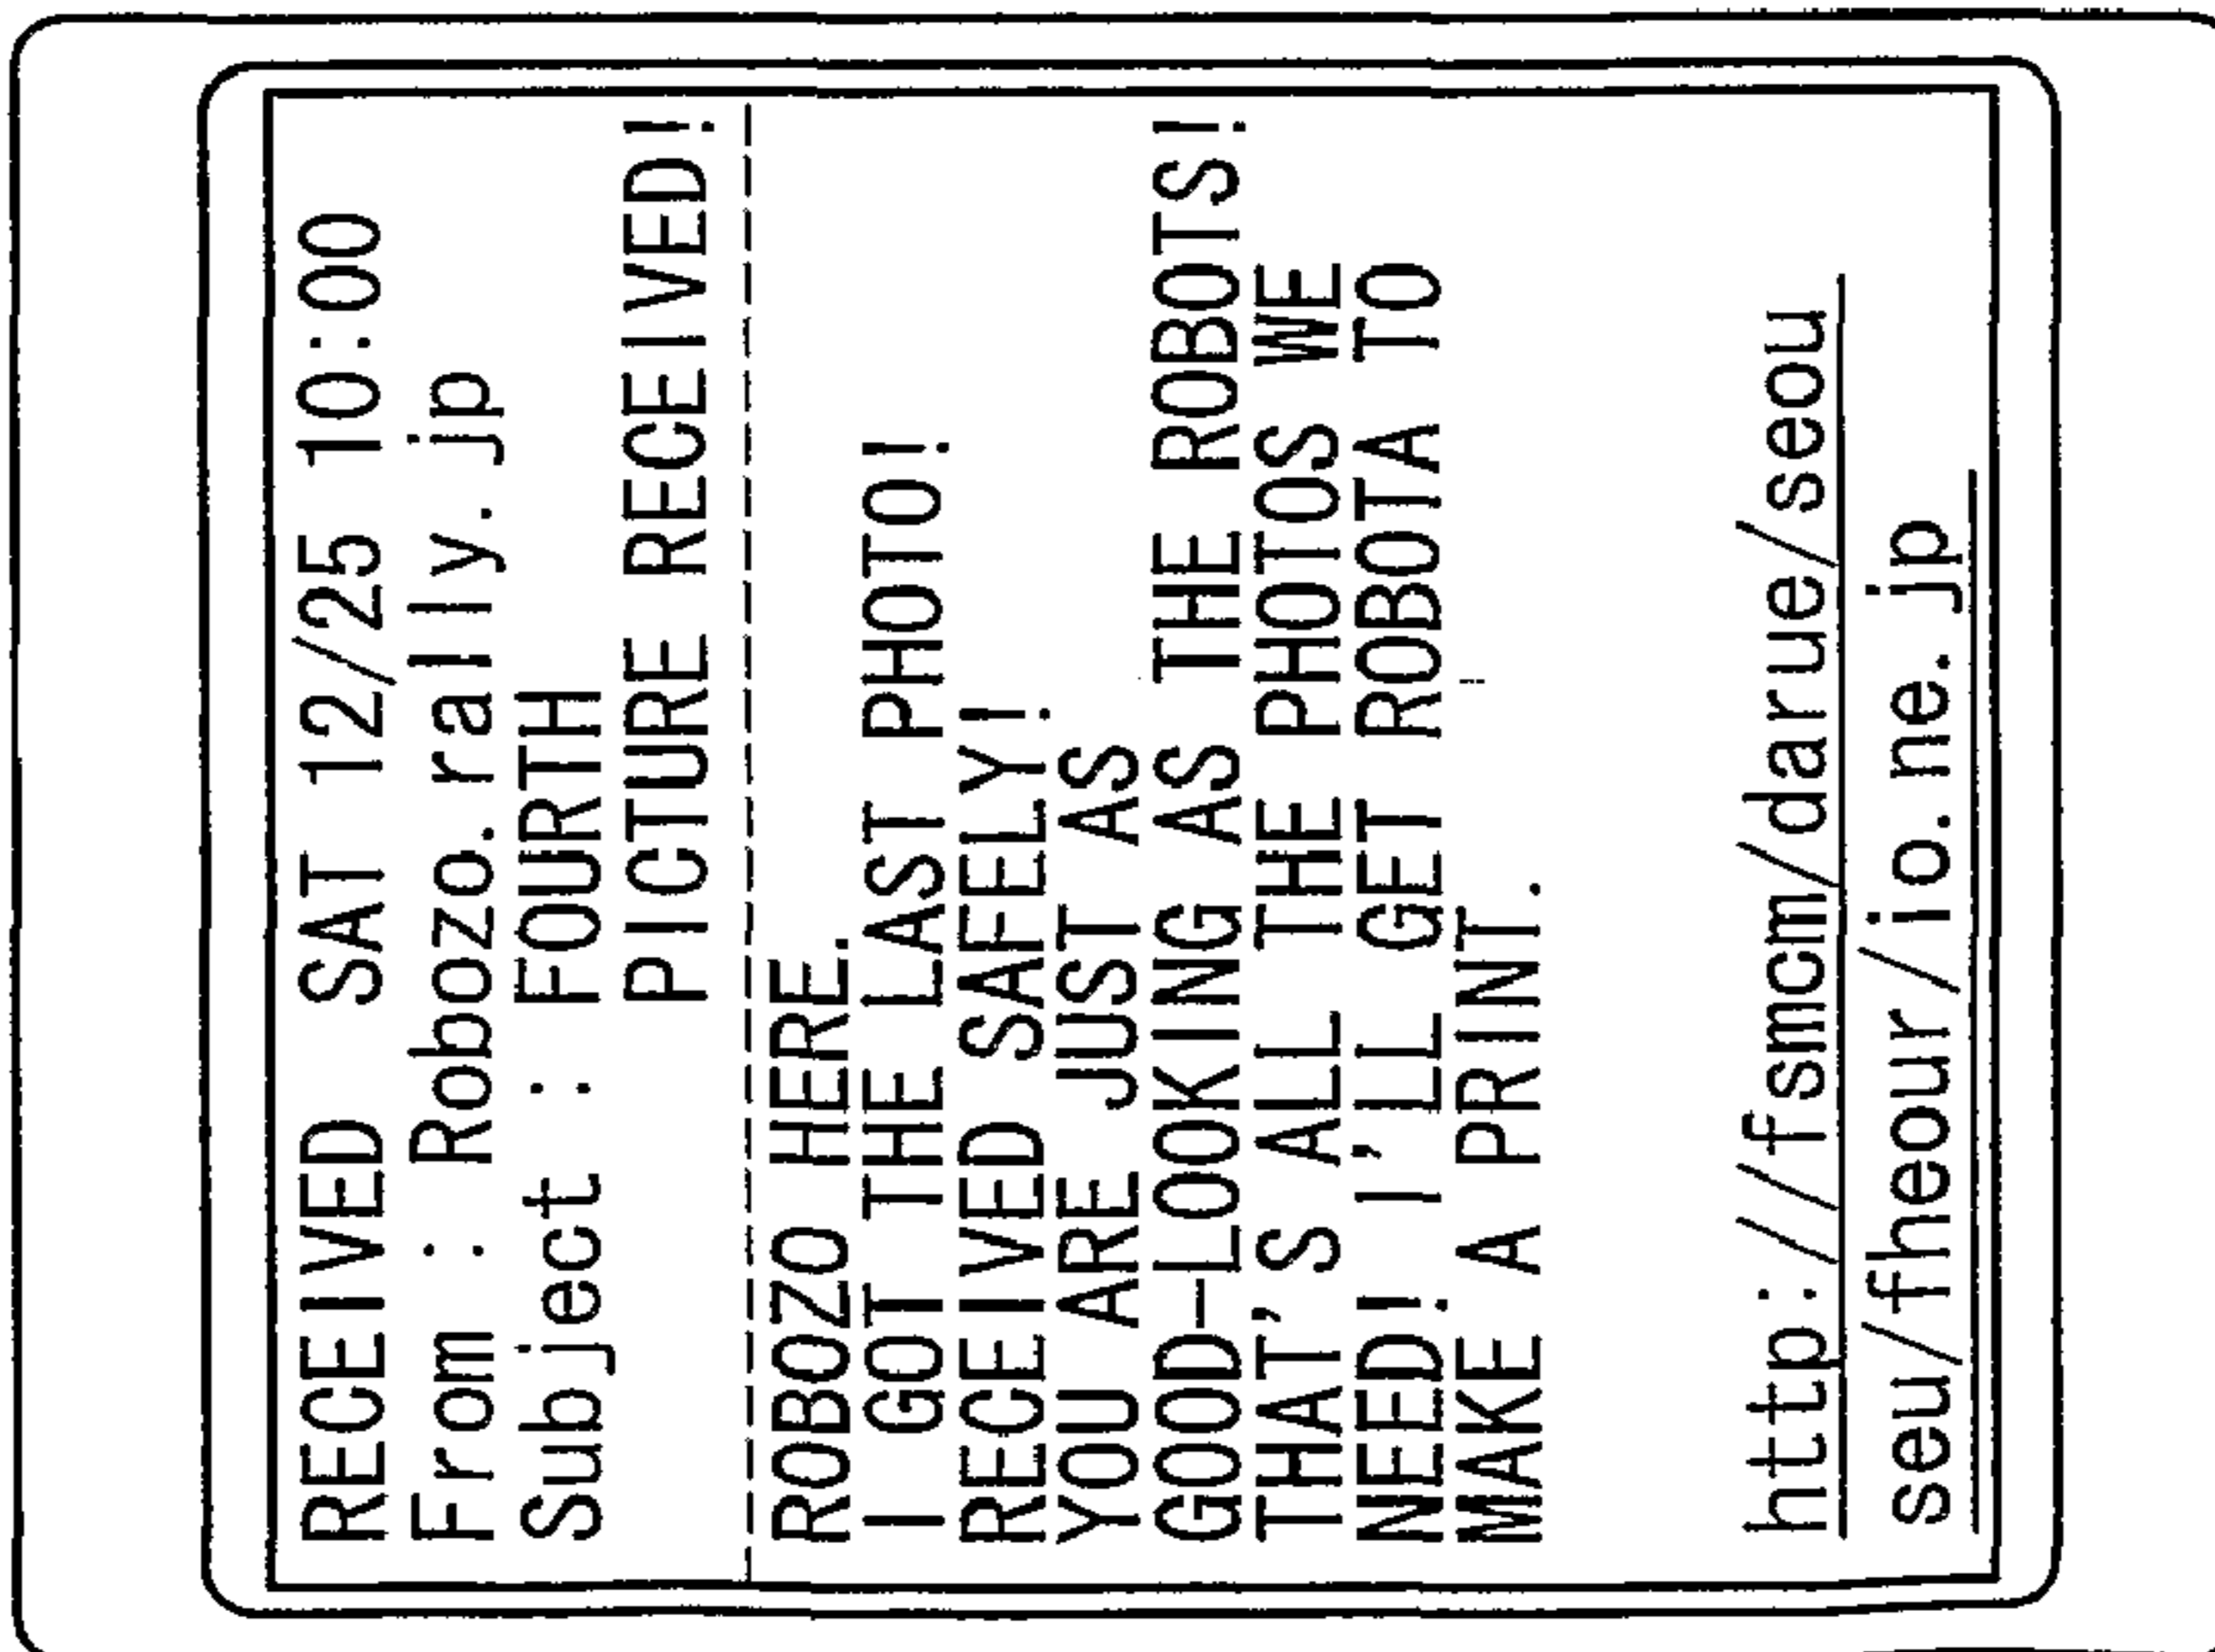 RECEIVED SAT 12/25 10:00
From : Robozo.rally.jp
Subject : FOURTH
PICTURE RECEIVED!
ROBOZO HERE.
I GOT THE LAST PHOTO!
RECEIVED SAFELY!
YOU ARE JUST AS
GOOD-LOOKING AS THE ROBOTS!
THAT'S ALL THE PHOTOS WE
NEED! I'LL GET ROBOTA TO
MAKE A PRINT.
http://fsmcm/darue/seou
seu/fheour/io.ne.jp